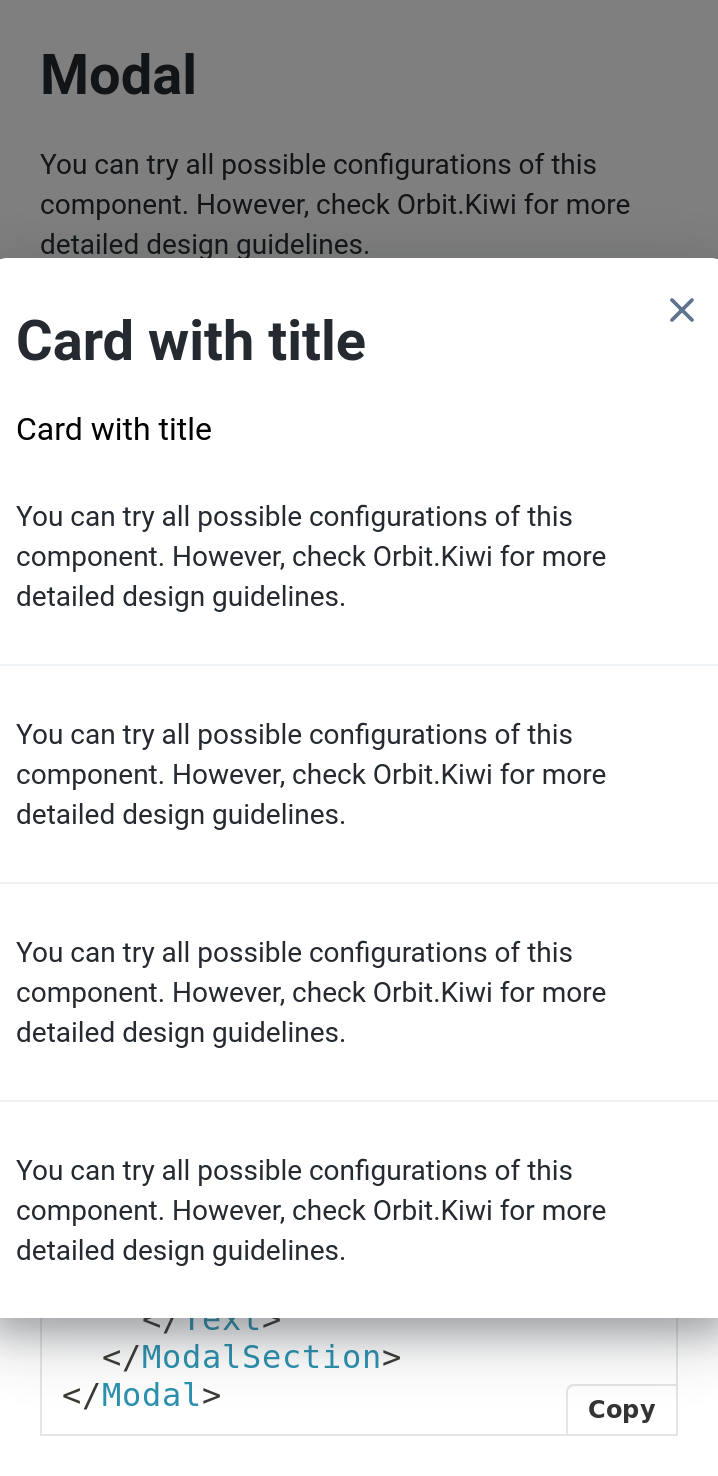 Modal
You can try all possible configurations of this
component. However, check Orbit.Kiwi for more
detailed design guidelines.
Card with title
Card with title
You can try all possible configurations of this
component. However, check Orbit.Kiwi for more
detailed design guidelines.
You can try all possible configurations of this
component. However, check Orbit.Kiwi for more
detailed design guidelines.
You can try all possible configurations of this
component. However, check Orbit.Kiwi for more
detailed design guidelines.
You can try all possible configurations of this
component. However, check Orbit.Kiwi for more
detailed design guidelines.
</Text>
</ModalSection>
</Modal>
Copy